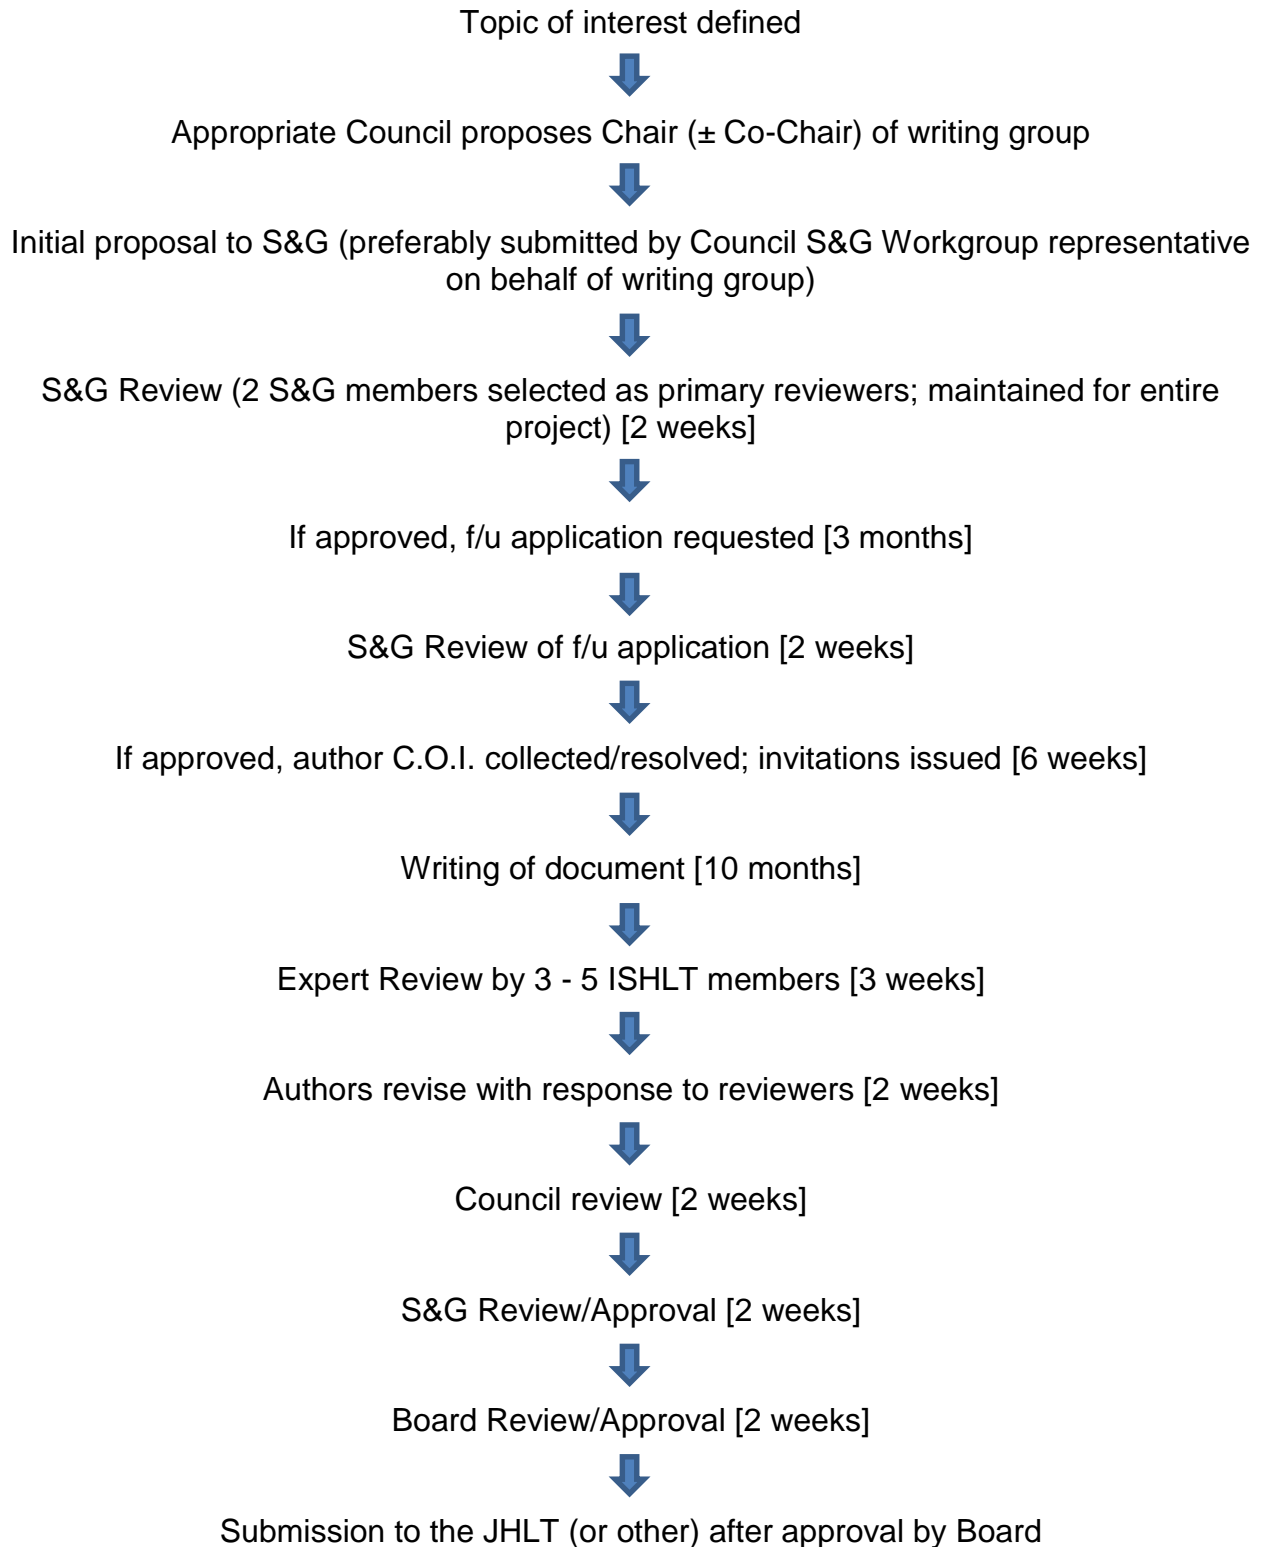 Topic of interest defined
Appropriate Council proposes Chair (± Co-Chair) of writing group
Initial proposal to S&G (preferably submitted by Council S&G Workgroup representative
on behalf of writing group)
S&G Review (2 S&G members selected as primary reviewers; maintained for entire
project) [2 weeks]
If approved, f/u application requested [3 months]
S&G Review of f/u application [2 weeks]
If approved, author C.O.I. collected/resolved; invitations issued [6 weeks]
Writing of document [10 months]
Expert Review by 3 - 5 ISHLT members [3 weeks]
Authors revise with response to reviewers [2 weeks]
Council review [2 weeks]
S&G Review/Approval [2 weeks]
Board Review/Approval [2 weeks]
Submission to the JHLT (or other) after approval by Board